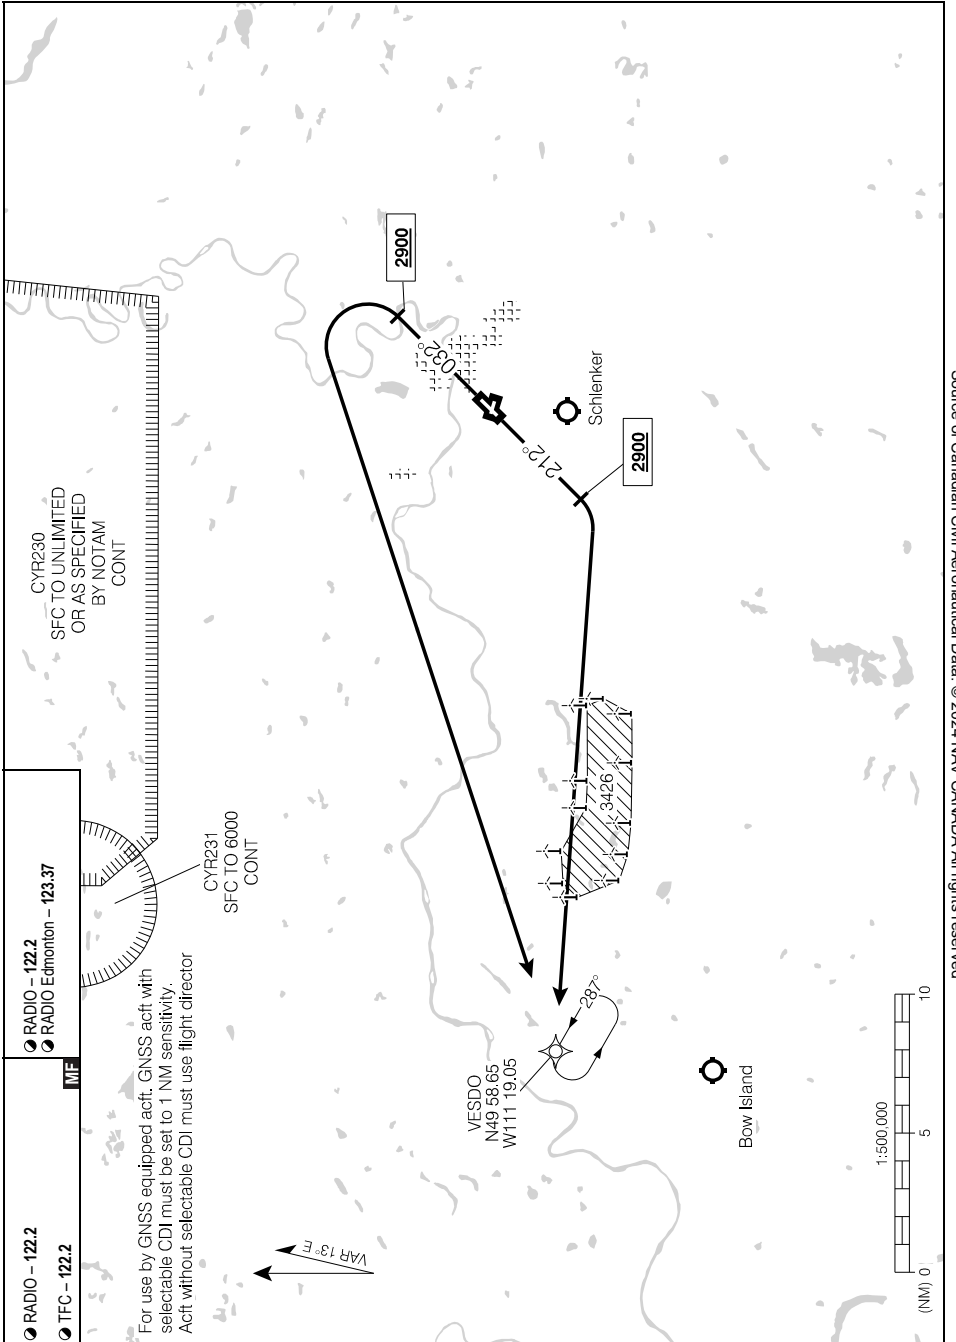 RADIO – 122.2
TFC – 122.2
MF
RADIO – 122.2
RADIO Edmonton – 123.37
For use by GNSS equipped acft. GNSS acft with
selectable CDI must be set to 1 NM sensitivity.
Acft without selectable CDI must use flight director
CYR230
SFC TO UNLIMITED
OR AS SPECIFIED
BY NOTAM
CONT
CYR231
SFC TO 6000
CONT
2900
032°
212°
2900
Schlenker
3426
287°
VESDO
N49 58.65
W111 19.05
Bow Island
VAR 13° E
1:500,000
(NM) 0 5 10
Source of Canadian Civil Aeronautical Data: © 2024 NAV CANADA All rights reserved